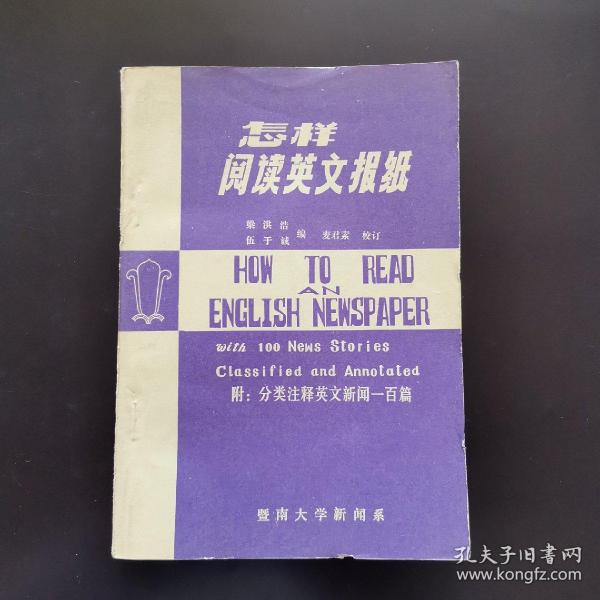 怎样
阅读英文报纸
梁洪浩
伍于诚 编 麦君素 校订
HOW TO READ
AN
ENGLISH NEWSPAPER
with 100 News Stories
Classified and Annotated
附：分类注释英文新闻一百篇
暨南大学新闻系
孔夫子旧书网
www.kongfz.com